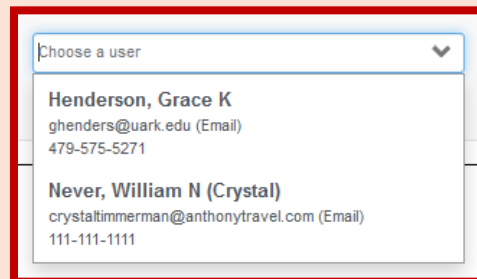 Choose a user
Henderson, Grace K
ghenders@uark.edu (Email)
479-575-5271
Never, William N (Crystal)
crystaltimmerman@anthonytravel.com (Email)
111-111-1111